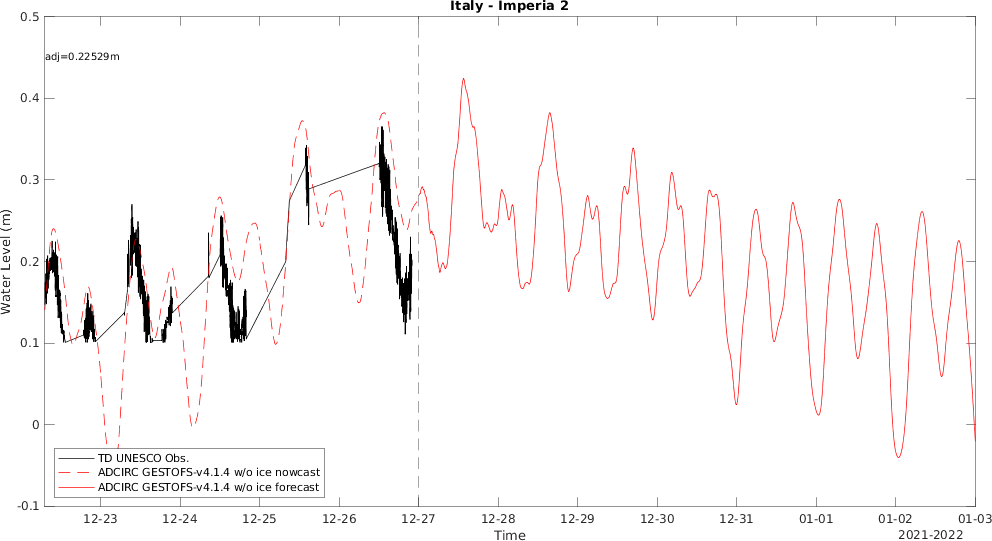 Italy - Imperia 2
adj=0.22529m
0.5
0.4
0.3
0.2
0.1
0
-0.1
Water Level (m)
TD UNESCO Obs.
ADCIRC GESTOFS-v4.1.4 w/o ice nowcast
ADCIRC GESTOFS-v4.1.4 w/o ice forecast
12-23 12-24 12-25 12-26 12-27 12-28 12-29 12-30 12-31 01-01 01-02 01-03
Time
2021-2022